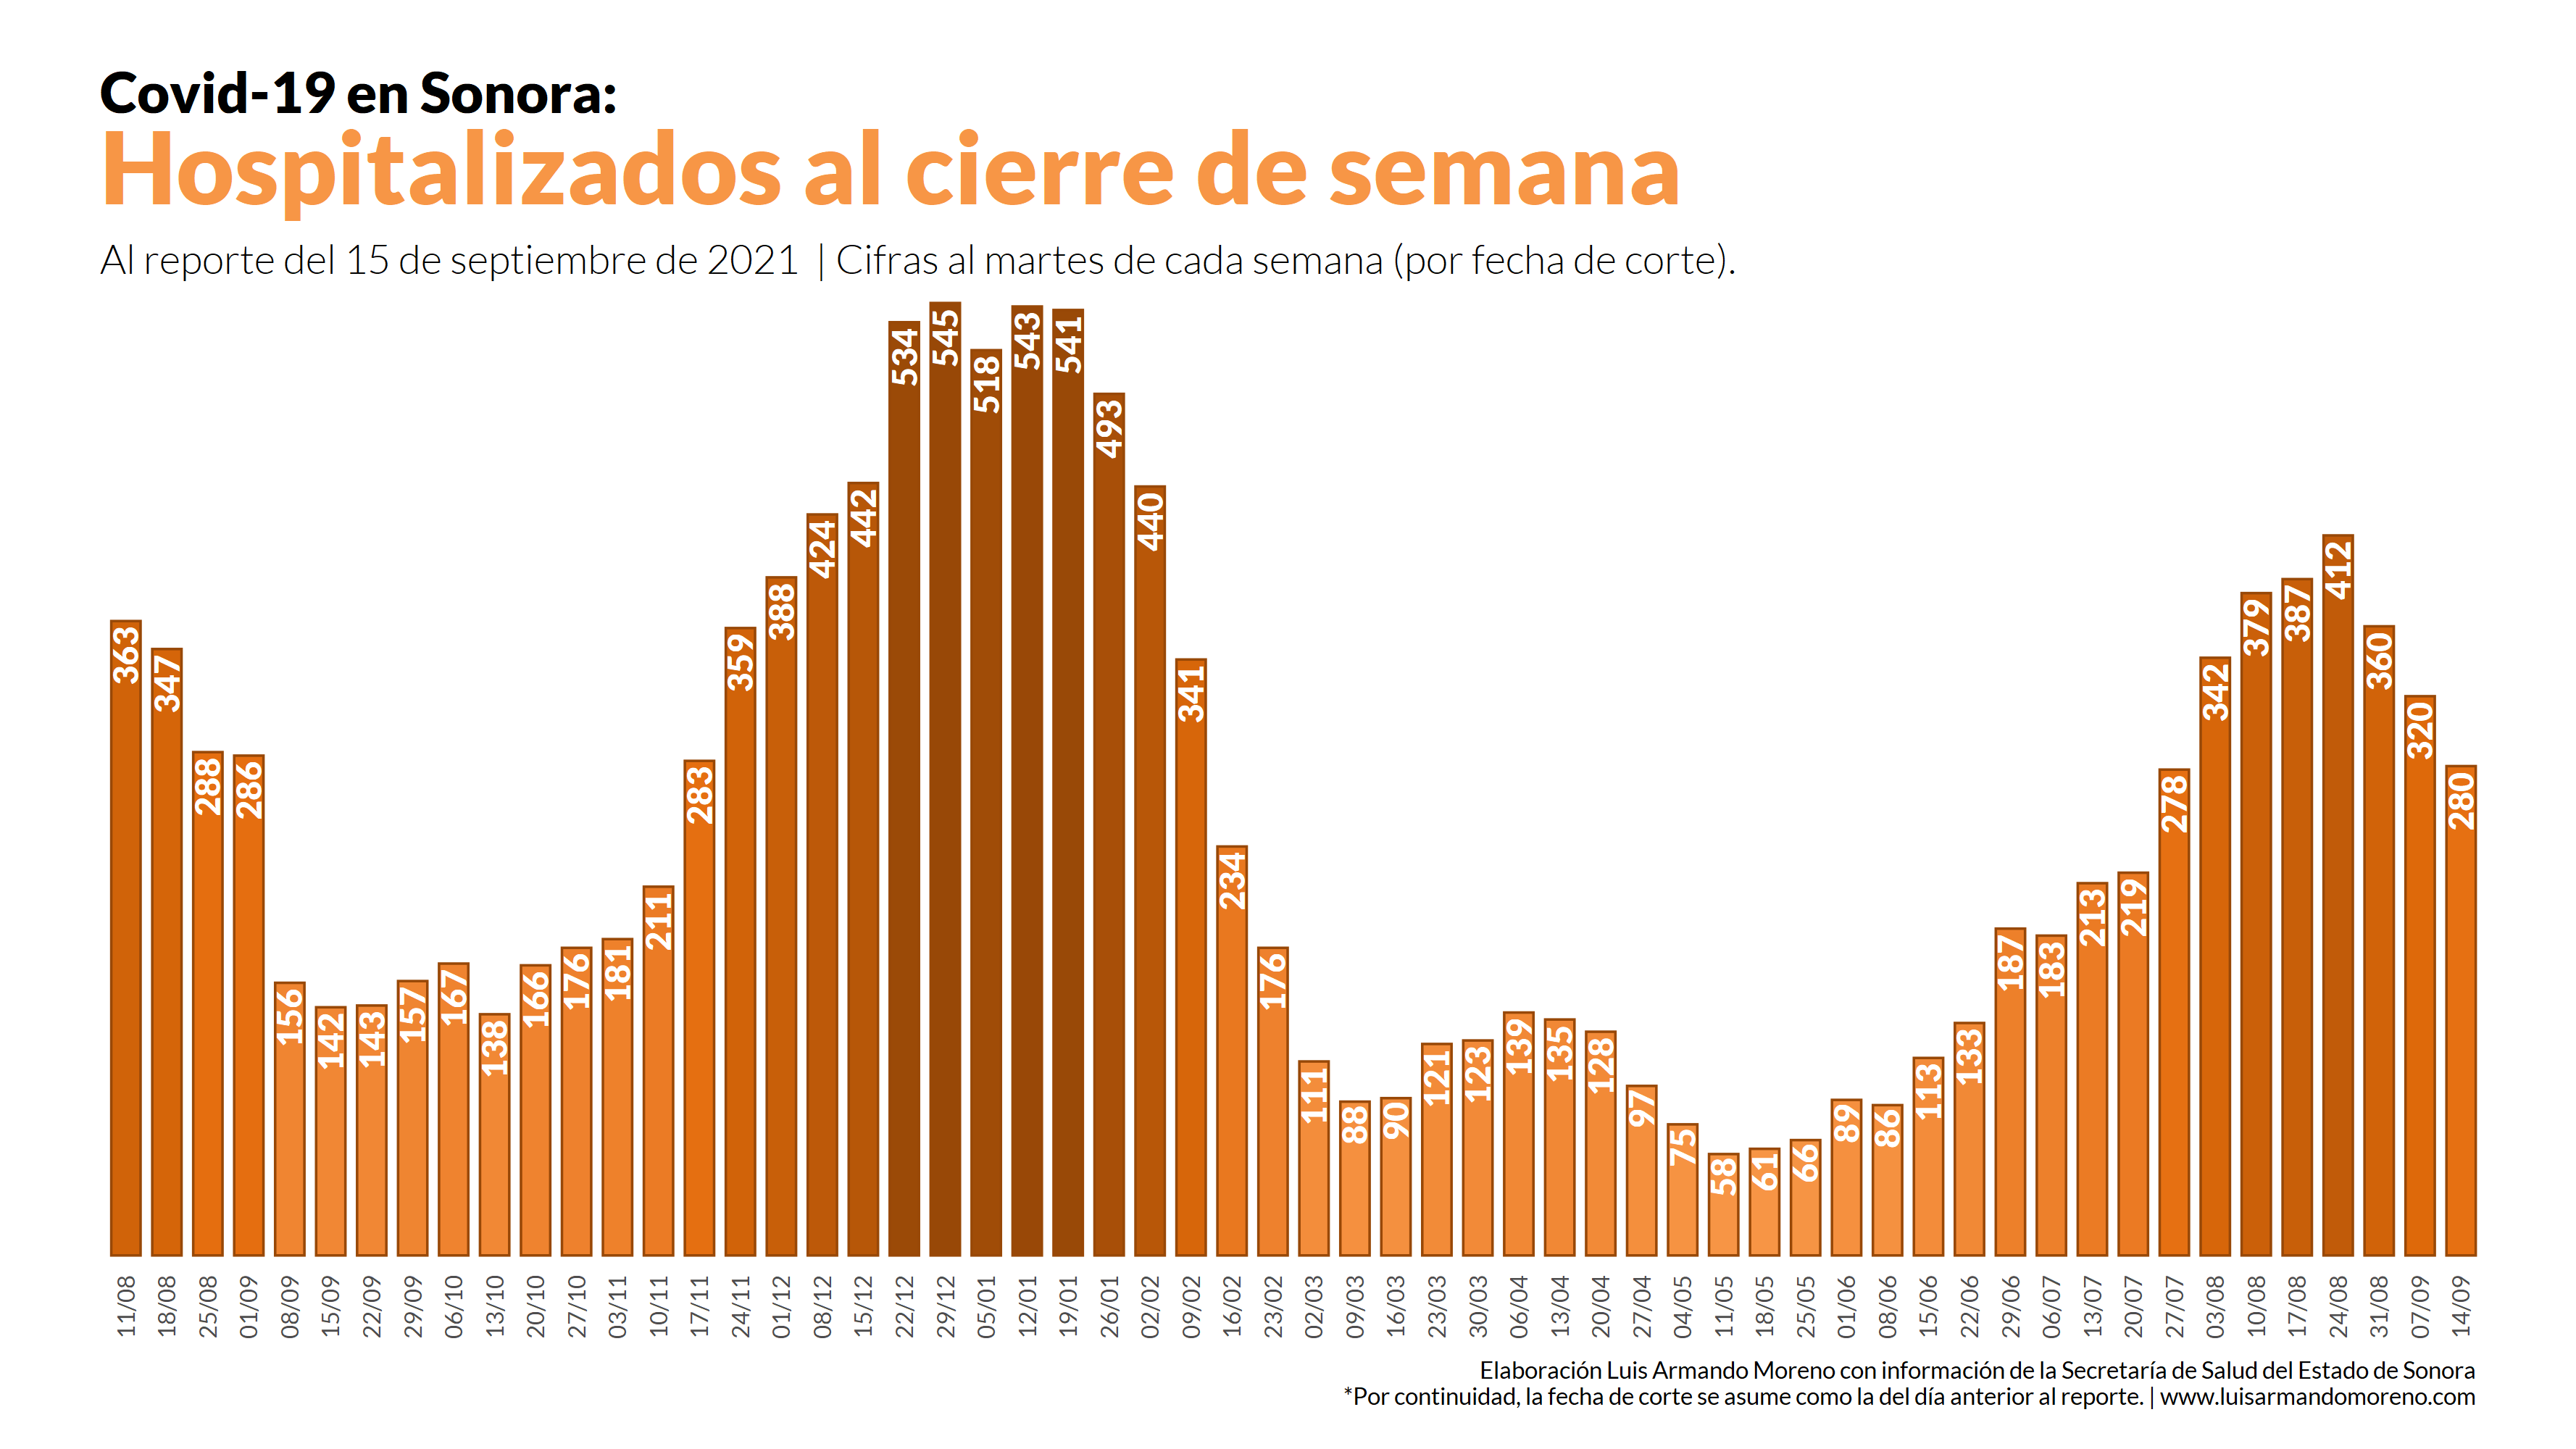 Covid-19 en Sonora:
Hospitalizados al cierre de semana
Al reporte del 15 de septiembre de 2021 | Cifras al martes de cada semana (por fecha de corte).
363 347 288 286 156 142 143 157 167 138 166 176 181 211 283 359 388 424 442 534 545 518 543 541 493 440 341 234 176 111 88 90 121 123 139 135 128 97 75 58 61 66 89 86 113 133 187 183 213 219 278 342 379 387 412 360 320 280
11/08 18/08 25/08 01/09 08/09 15/09 22/09 29/09 06/10 13/10 20/10 27/10 03/11 10/11 17/11 24/11 01/12 08/12 15/12 22/12 29/12 05/01 12/01 19/01 26/01 02/02 09/02 16/02 23/02 02/03 09/03 16/03 23/03 30/03 06/04 13/04 20/04 27/04 04/05 11/05 18/05 25/05 01/06 08/06 15/06 22/06 29/06 06/07 13/07 20/07 27/07 03/08 10/08 17/08 24/08 31/08 07/09 14/09
Elaboración Luis Armando Moreno con información de la Secretaría de Salud del Estado de Sonora
*Por continuidad, la fecha de corte se asume como la del día anterior al reporte. | www.luisarmandomoreno.com